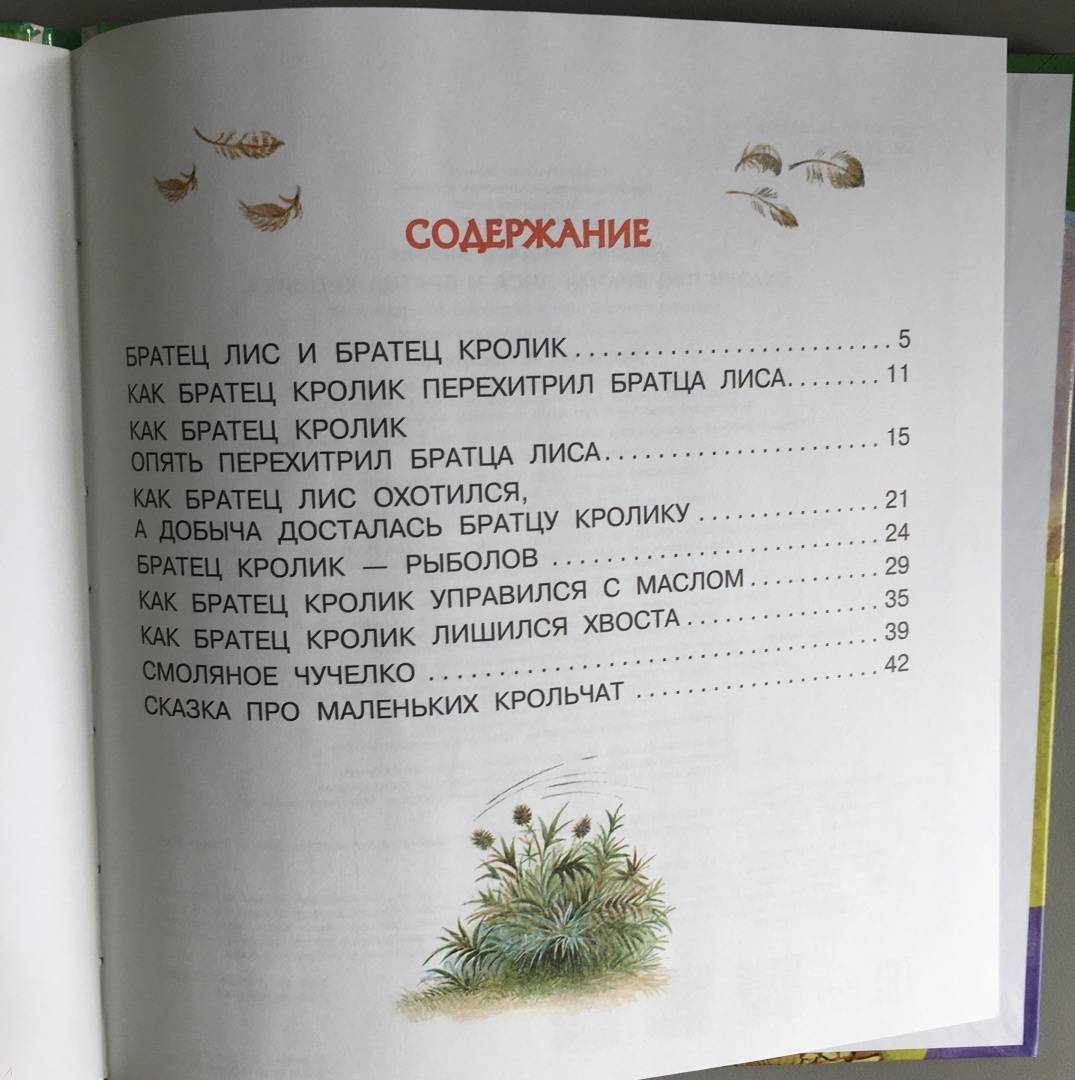 СОДЕРЖАНИЕ
БРАТЕЦ ЛИС И БРАТЕЦ КРОЛИК . . . . . . . . . . . . . . . . . . . . . . . . . 5
КАК БРАТЕЦ КРОЛИК ПЕРЕХИТРИЛ БРАТЦА ЛИСА. . . . . . . . 11
КАК БРАТЕЦ КРОЛИК
ОПЯТЬ ПЕРЕХИТРИЛ БРАТЦА ЛИСА. . . . . . . . . . . . . . . . . . . . . 15
КАК БРАТЕЦ ЛИС ОХОТИЛСЯ,
А ДОБЫЧА ДОСТАЛАСЬ БРАТЦУ КРОЛИКУ . . . . . . . . . . . . . . 21
БРАТЕЦ КРОЛИК — РЫБОЛОВ . . . . . . . . . . . . . . . . . . . . . . . . . 24
КАК БРАТЕЦ КРОЛИК УПРАВИЛСЯ С МАСЛОМ . . . . . . . . . . 29
КАК БРАТЕЦ КРОЛИК ЛИШИЛСЯ ХВОСТА . . . . . . . . . . . . . . . 35
СМОЛЯНОЕ ЧУЧЕЛКО . . . . . . . . . . . . . . . . . . . . . . . . . . . . . . . . . . . 39
СКАЗКА ПРО МАЛЕНЬКИХ КРОЛЬЧАТ . . . . . . . . . . . . . . . . . . . 42